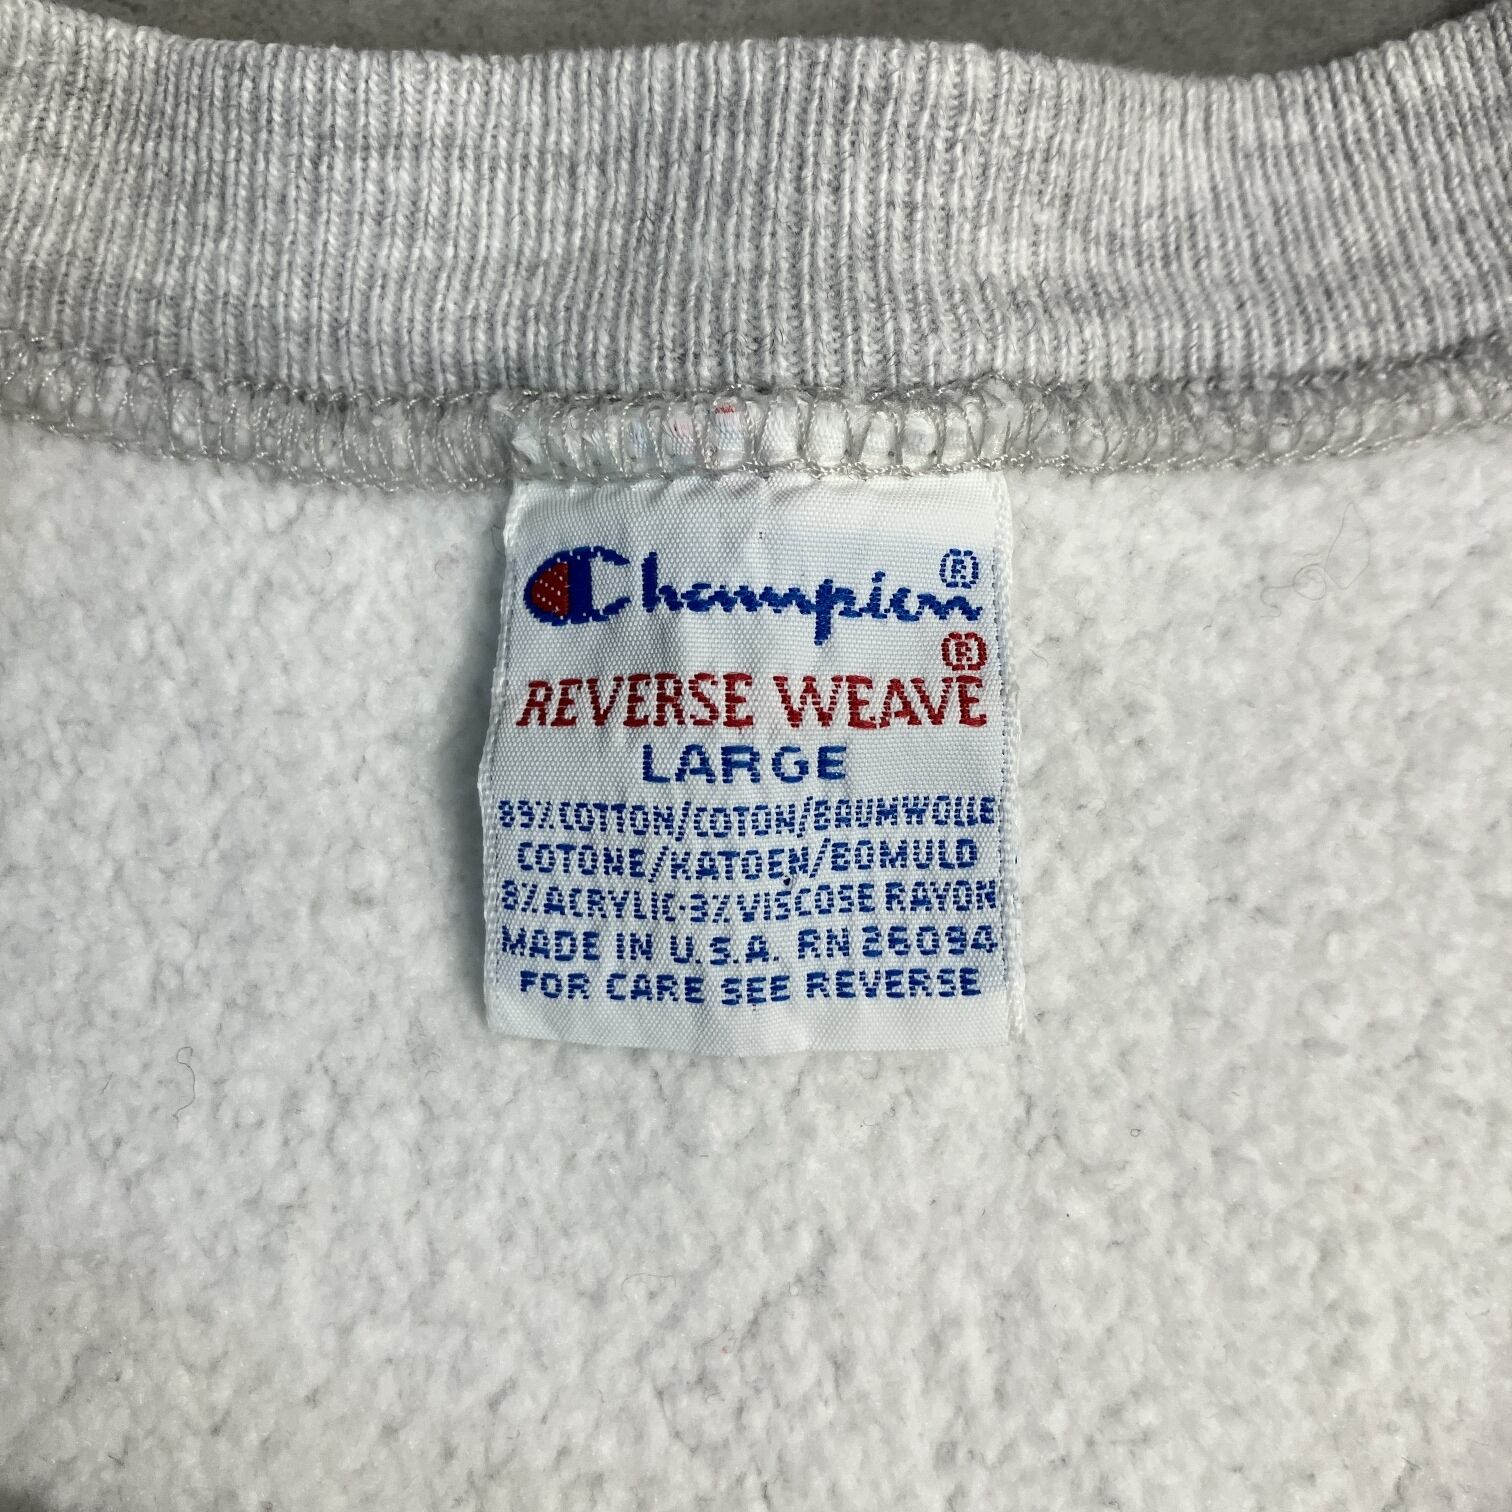 Champion®
REVERSE WEAVE®
LARGE
89% COTTON/COTON/BAUMWOLLE
COTONE/KATOEN/BOMULD
8% ACRYLIC-3% VISCOSE RAYON
MADE IN U.S.A. RN 26094
FOR CARE SEE REVERSE